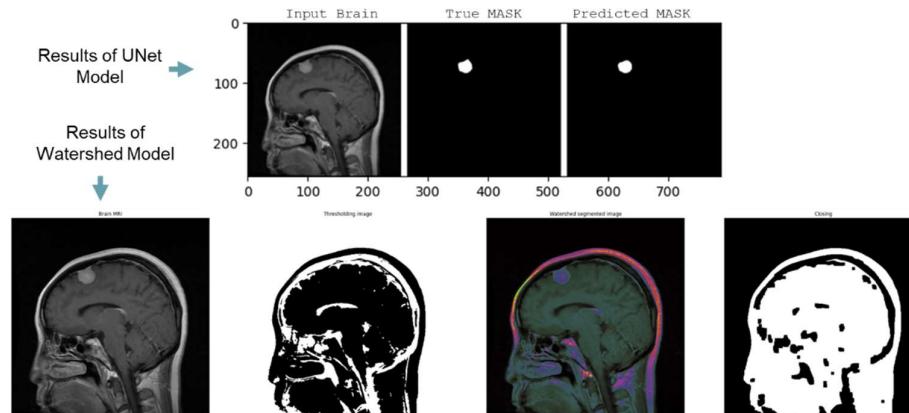 Input Brain
True MASK
Predicted MASK
Results of UNet
Model
0
100
200
0
100
200
300
400
500
600
700
Results of
Watershed Model
Brain MRI
Thresholding image
Watershed segmented image
Closing